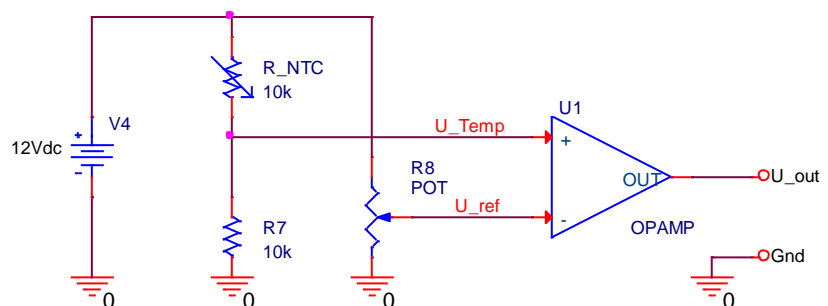 R_NTC
10k
U1
V4
+
12Vdc
-
U_Temp
+
R8
POT
OUT
U_out
U_ref
-
R7
10k
OPAMP
Gnd
0
0
0
0